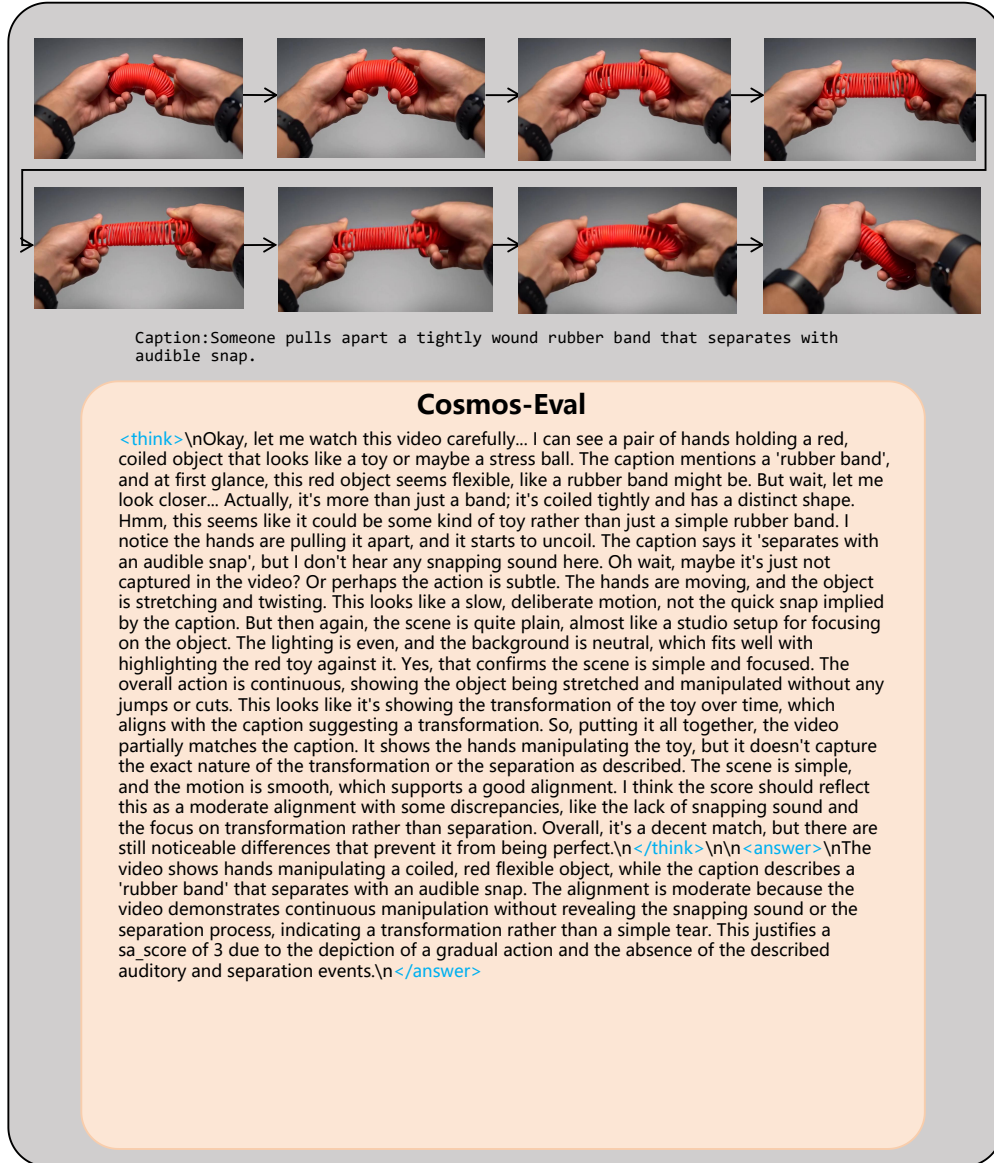 Caption:Someone pulls apart a tightly wound rubber band that separates with
audible snap.
Cosmos-Eval
<think>\nOkay, let me watch this video carefully... I can see a pair of hands holding a red,
coiled object that looks like a toy or maybe a stress ball. The caption mentions a 'rubber band',
and at first glance, this red object seems flexible, like a rubber band might be. But wait, let me
look closer... Actually, it's more than just a band; it's coiled tightly and has a distinct shape.
Hmm, this seems like it could be some kind of toy rather than just a simple rubber band. I
notice the hands are pulling it apart, and it starts to uncoil. The caption says it 'separates with
an audible snap', but I don't hear any snapping sound here. Oh wait, maybe it's just not
captured in the video? Or perhaps the action is subtle. The hands are moving, and the object
is stretching and twisting. This looks like a slow, deliberate motion, not the quick snap implied
by the caption. But then again, the scene is quite plain, almost like a studio setup for focusing
on the object. The lighting is even, and the background is neutral, which fits well with
highlighting the red toy against it. Yes, that confirms the scene is simple and focused. The
overall action is continuous, showing the object being stretched and manipulated without any
jumps or cuts. This looks like it's showing the transformation of the toy over time, which
aligns with the caption suggesting a transformation. So, putting it all together, the video
partially matches the caption. It shows the hands manipulating the toy, but it doesn't capture
the exact nature of the transformation or the separation as described. The scene is simple,
and the motion is smooth, which supports a good alignment. I think the score should reflect
this as a moderate alignment with some discrepancies, like the lack of snapping sound and
the focus on transformation rather than separation. Overall, it's a decent match, but there are
still noticeable differences that prevent it from being perfect.\n</think>\n\n<answer>\nThe
video shows hands manipulating a coiled, red flexible object, while the caption describes a
'rubber band' that separates with an audible snap. The alignment is moderate because the
video demonstrates continuous manipulation without revealing the snapping sound or the
separation process, indicating a transformation rather than a simple tear. This justifies a
sa_score of 3 due to the depiction of a gradual action and the absence of the described
auditory and separation events.\n</answer>